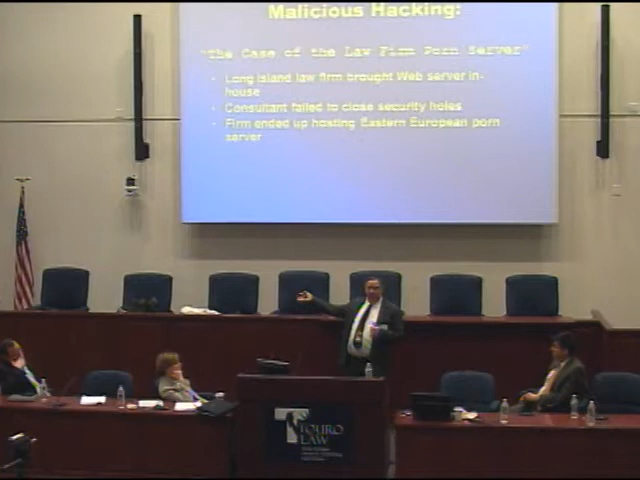 Malicious Hacking:
"The Case of the Law Firm Porn Server"
Long Island law firm brought Web server in-
house
Consultant failed to close security holes
Firm ended up hosting Eastern European porn
server
TOURO
LAW